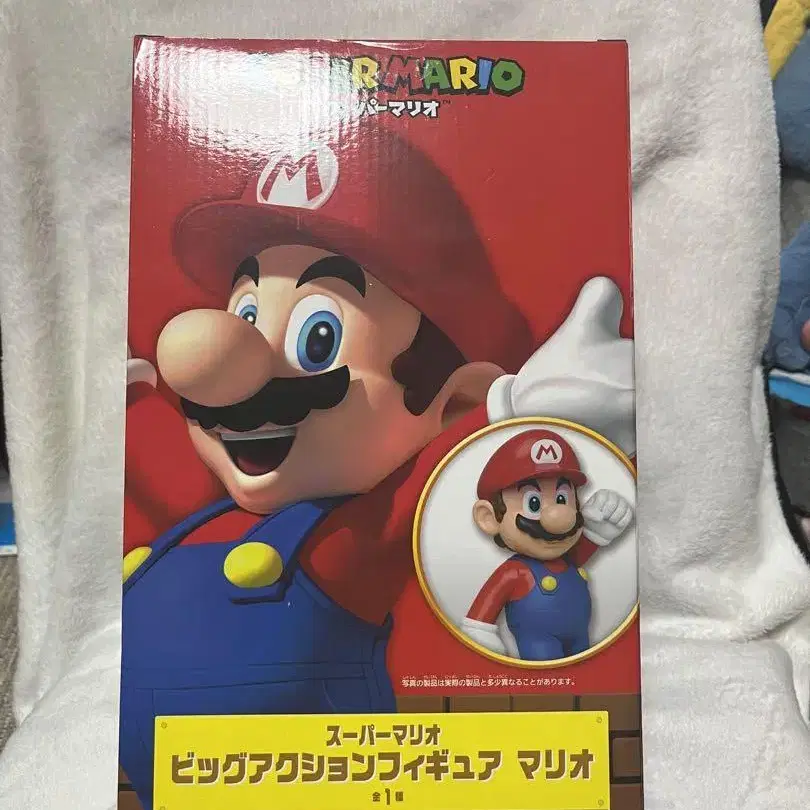 MARIO
スーパーマリオ™
M
M
写真の製品は実際の製品と多少異なることがあります。
スーパーマリオ
ビッグアクションフィギュア マリオ
全1種